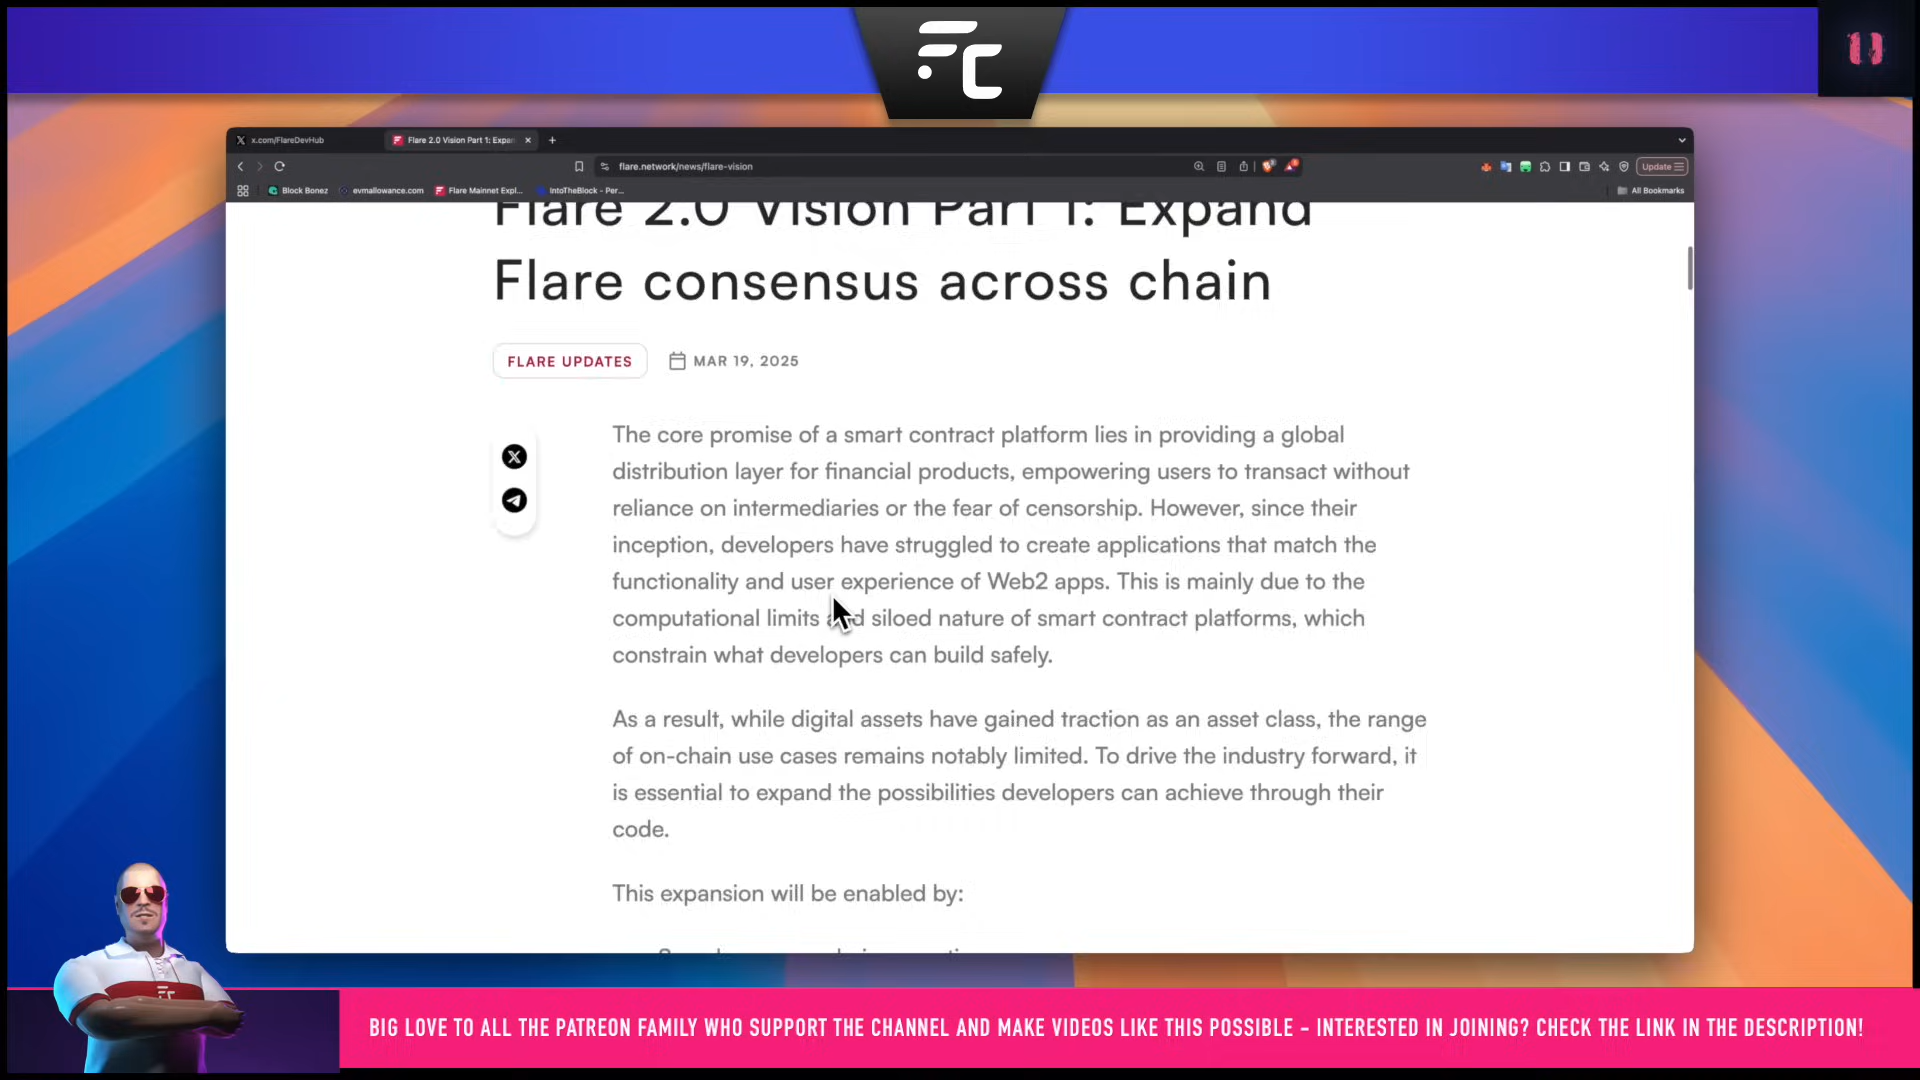 FC
x.com/FlareDevHub
Flare 2.0 Vision Part 1: Expan
flare.network/news/flare-vision
Update
Block Bonez
evmallowance.com
Flare Mainnet Expl...
IntoTheBlock - Per...
All Bookmarks
Flare 2.0 Vision Part 1: Expand
Flare consensus across chain
FLARE UPDATES
MAR 19, 2025
The core promise of a smart contract platform lies in providing a global
distribution layer for financial products, empowering users to transact without
reliance on intermediaries or the fear of censorship. However, since their
inception, developers have struggled to create applications that match the
functionality and user experience of Web2 apps. This is mainly due to the
computational limits and siloed nature of smart contract platforms, which
constrain what developers can build safely.
As a result, while digital assets have gained traction as an asset class, the range
of on-chain use cases remains notably limited. To drive the industry forward, it
is essential to expand the possibilities developers can achieve through their
code.
This expansion will be enabled by:
BIG LOVE TO ALL THE PATREON FAMILY WHO SUPPORT THE CHANNEL AND MAKE VIDEOS LIKE THIS POSSIBLE - INTERESTED IN JOINING? CHECK THE LINK IN THE DESCRIPTION!